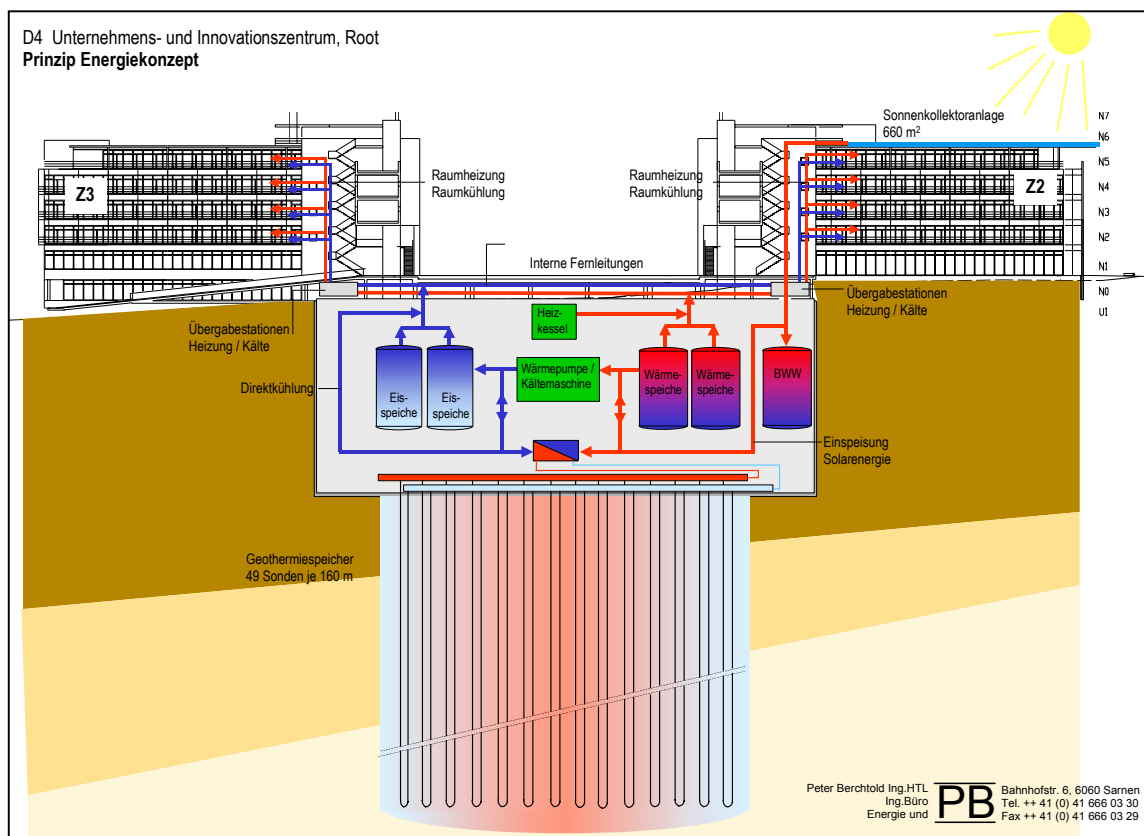 D4 Unternehmens- und Innovationszentrum, Root
Prinzip Energiekonzept
Sonnenkollektoranlage
660 m²
N7
N6
N5
N4
N3
N2
N1
N0
U1
Raumheizung
Raumkühlung
Raumheizung
Raumkühlung
Z3
Z2
Interne Fernleitungen
Übergabestationen
Heizung / Kälte
Übergabestationen
Heizung / Kälte
Heiz-
kessel
Direktkühlung
Eis-
speiche
Eis-
speiche
Wärmepumpe /
Kältemaschine
Wärme-
speiche
Wärme-
speiche
BWW
Einspeisung
Solarenergie
Geothermiespeicher
49 Sonden je 160 m
Peter Berchtold Ing.HTL
Ing.Büro
Energie und
PB
Bahnhofstr. 6, 6060 Sarnen
Tel. ++ 41 (0) 41 666 03 30
Fax ++ 41 (0) 41 666 03 29